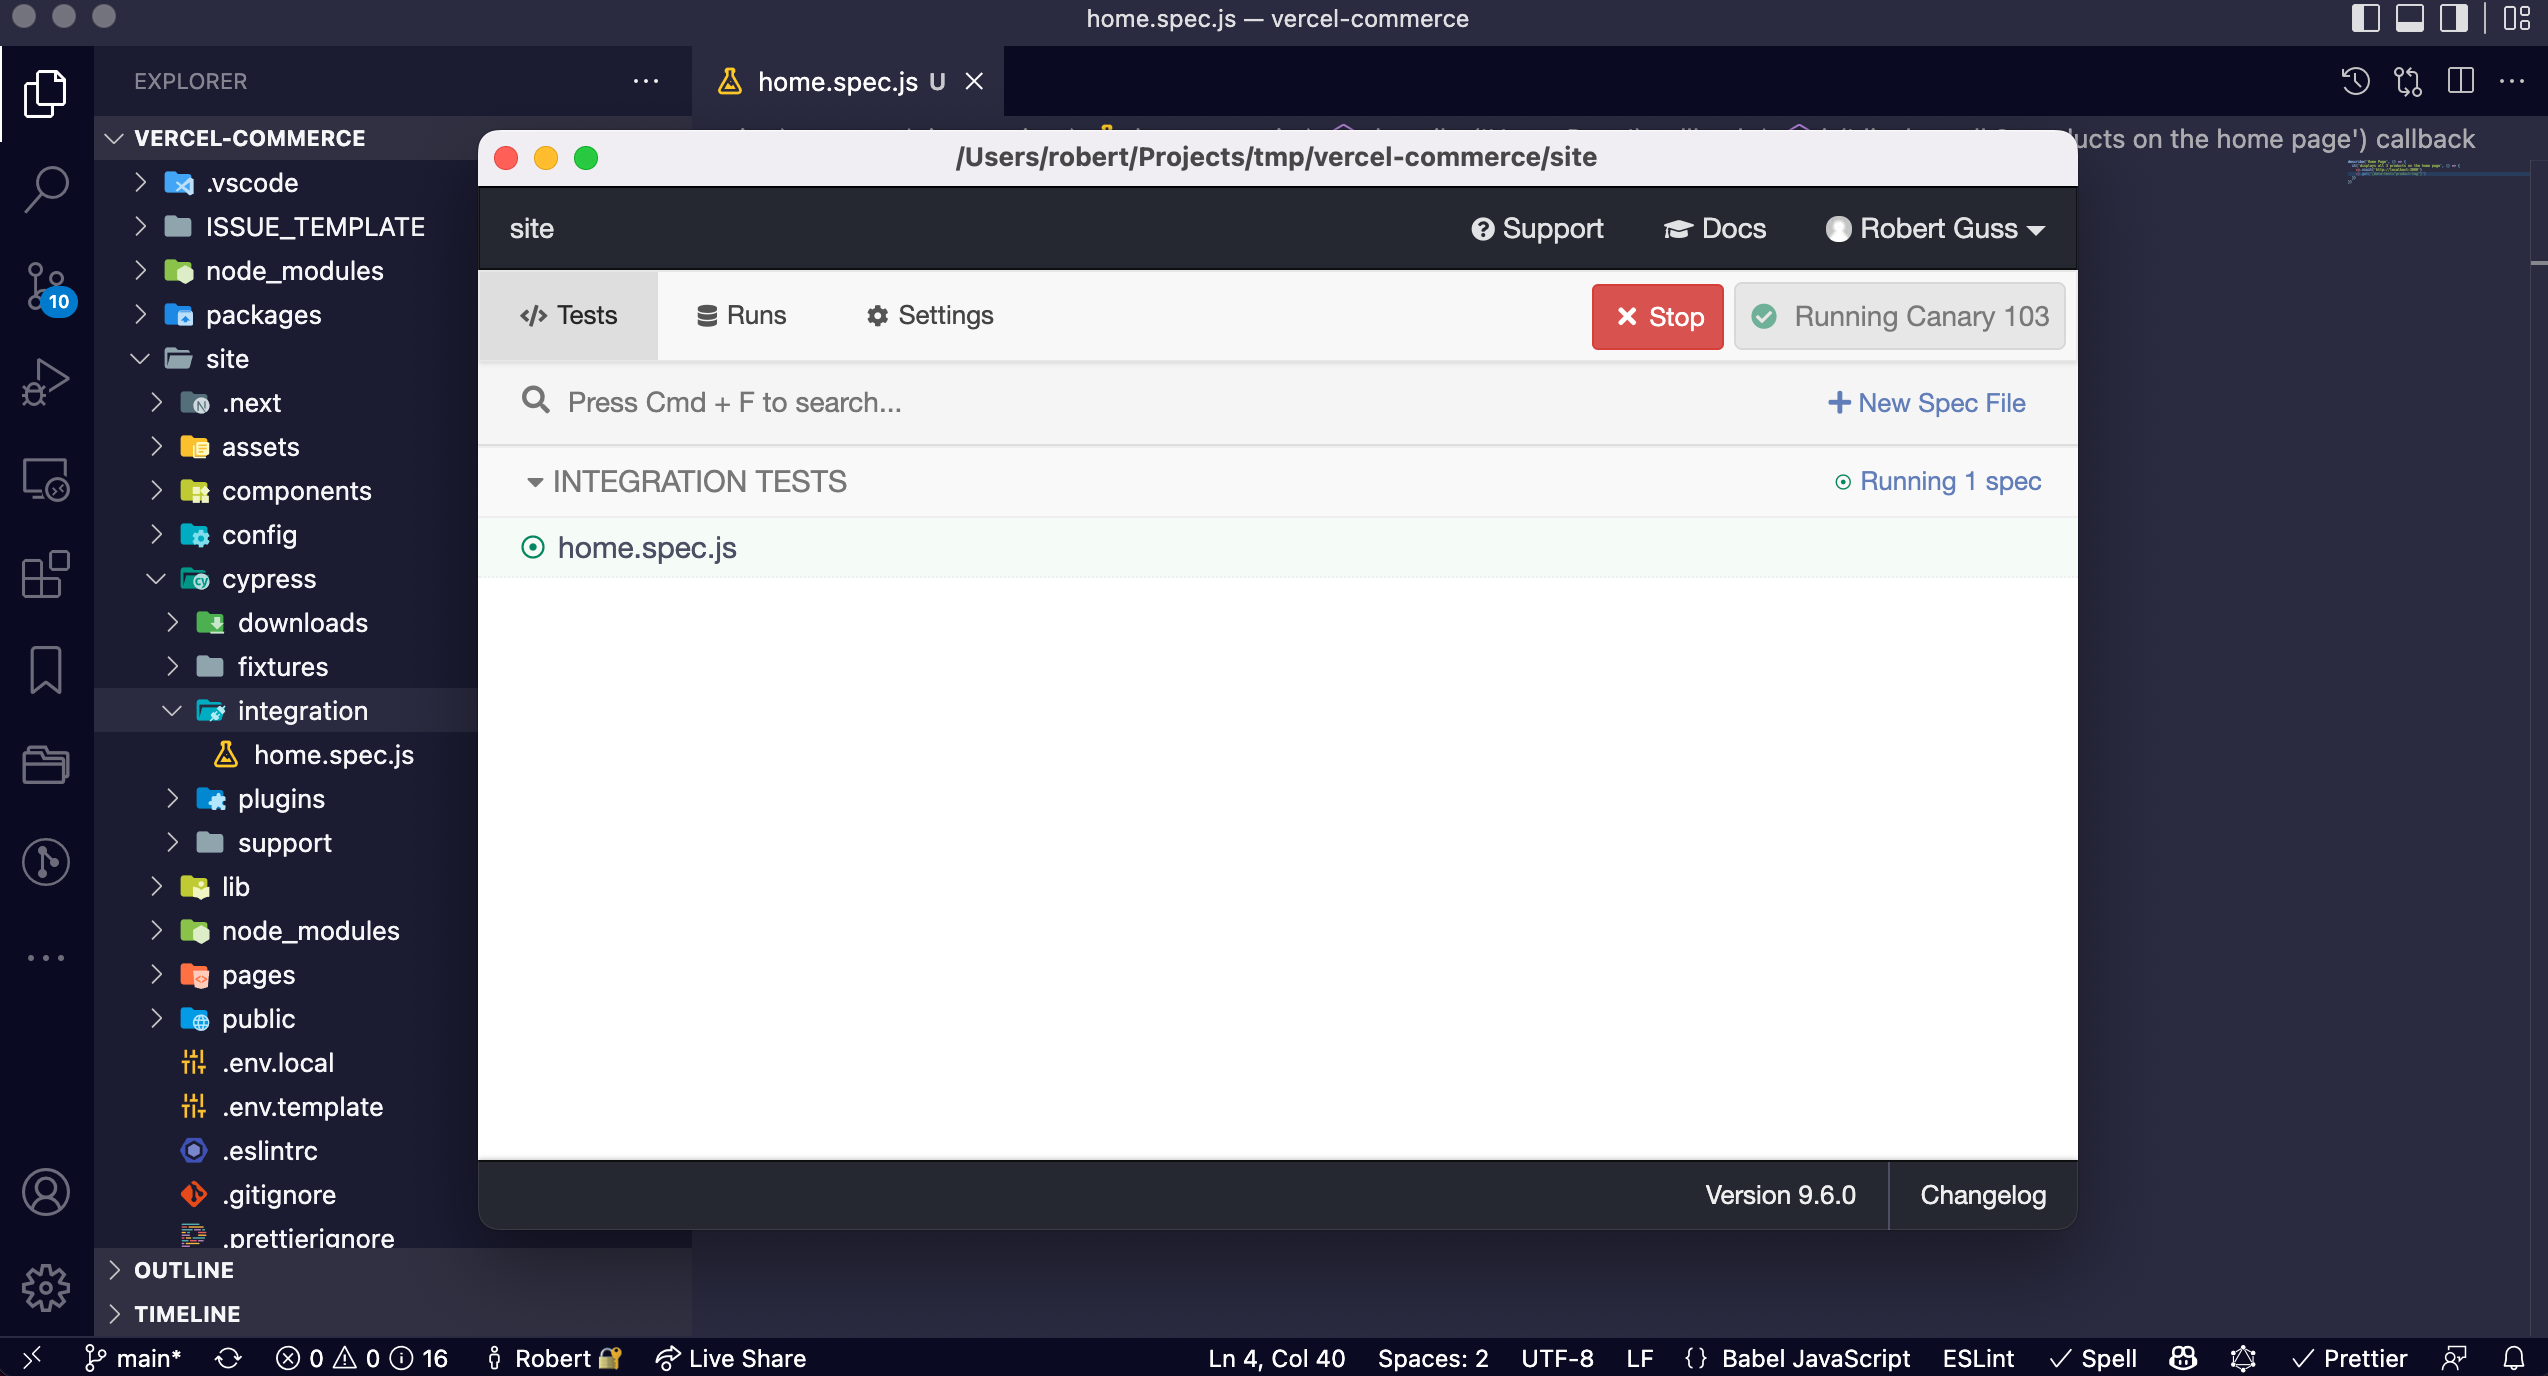 home.spec.js — vercel-commerce
EXPLORER
home.spec.js U
VERCEL-COMMERCE
ucts on the home page') callback
.vscode
ISSUE_TEMPLATE
node_modules
packages
site
.next
assets
components
config
cypress
downloads
fixtures
integration
home.spec.js
plugins
support
lib
node_modules
pages
public
.env.local
.env.template
.eslintrc
.gitignore
.prettierignore
OUTLINE
TIMELINE
10
/Users/robert/Projects/tmp/vercel-commerce/site
site
Support
Docs
Robert Guss
Tests
Runs
Settings
Stop
Running Canary 103
Press Cmd + F to search...
New Spec File
INTEGRATION TESTS
Running 1 spec
home.spec.js
Version 9.6.0
Changelog
main* 0 0 16 Robert Live Share Ln 4, Col 40 Spaces: 2 UTF-8 LF {} Babel JavaScript ESLint Spell Prettier